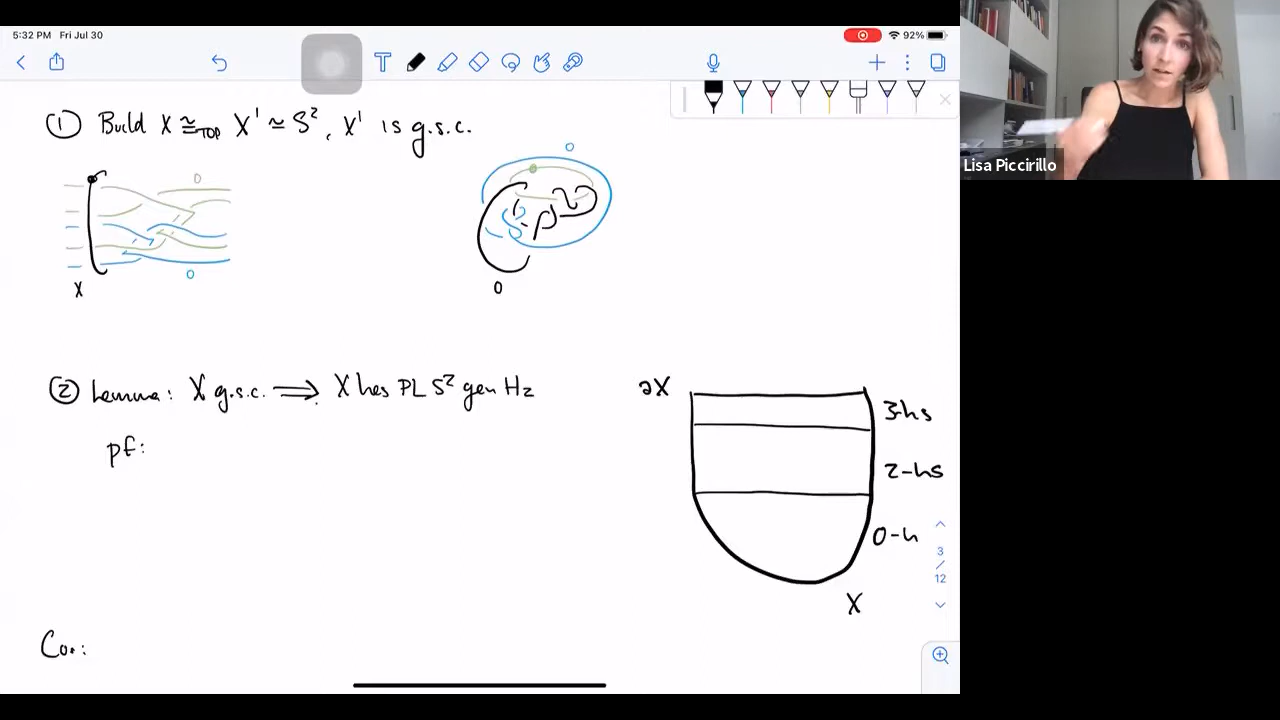 5:32 PM Fri Jul 30
92%
T
① Build X ≅TOP X' ≃ S², X' is g.s.c.
0
0
0
0
X
② Lemma: X g.s.c. ⟹ X has PL S² gen H₂
pf:
∂X
3-hs
2-hs
0-h
X
Cor:
3
/
12
Lisa Piccirillo